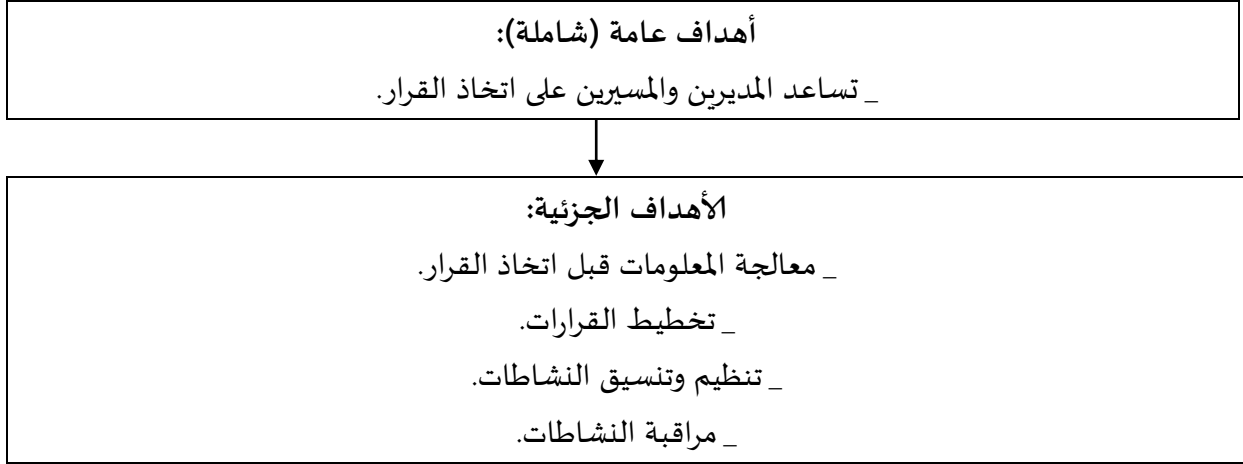 أهداف عامة (شاملة):
_ تساعد المديرين والمسيرين على اتخاذ القرار.
الأهداف الجزئية:
_ معالجة المعلومات قبل اتخاذ القرار.
_ تخطيط القرارات.
_ تنظيم وتنسيق النشاطات.
_ مراقبة النشاطات.